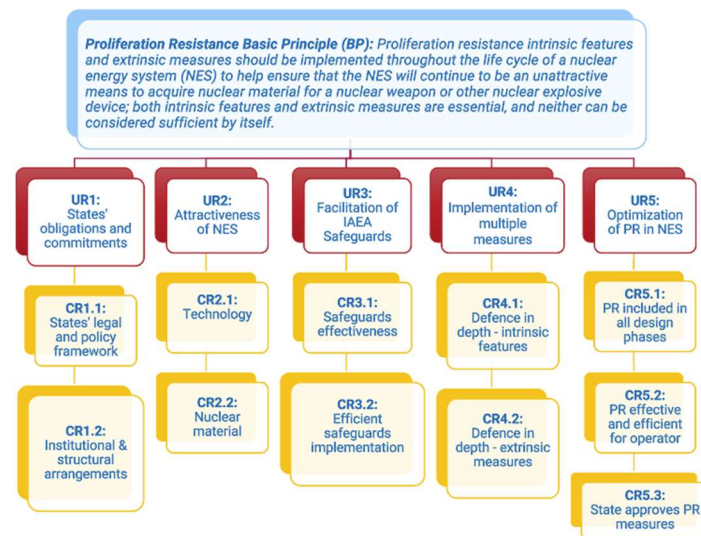 Proliferation Resistance Basic Principle (BP): Proliferation resistance intrinsic features
and extrinsic measures should be implemented throughout the life cycle of a nuclear
energy system (NES) to help ensure that the NES will continue to be an unattractive
means to acquire nuclear material for a nuclear weapon or other nuclear explosive
device; both intrinsic features and extrinsic measures are essential, and neither can be
considered sufficient by itself.
UR1:
States'
obligations and
commitments
UR2:
Attractiveness
of NES
UR3:
Facilitation of
IAEA
Safeguards
UR4:
Implementation of
multiple
measures
UR5:
Optimization
of PR in NES
CR1.1:
States' legal
and policy
framework
CR2.1:
Technology
CR3.1:
Safeguards
effectiveness
CR4.1:
Defence in
depth - intrinsic
features
CR5.1:
PR included in
all design
phases
CR1.2:
Institutional &
structural
arrangements
CR2.2:
Nuclear
material
CR3.2:
Efficient
safeguards
implementation
CR4.2:
Defence in
depth - extrinsic
measures
CR5.2:
PR effective
and efficient
for operator
CR5.3:
State approves PR
measures